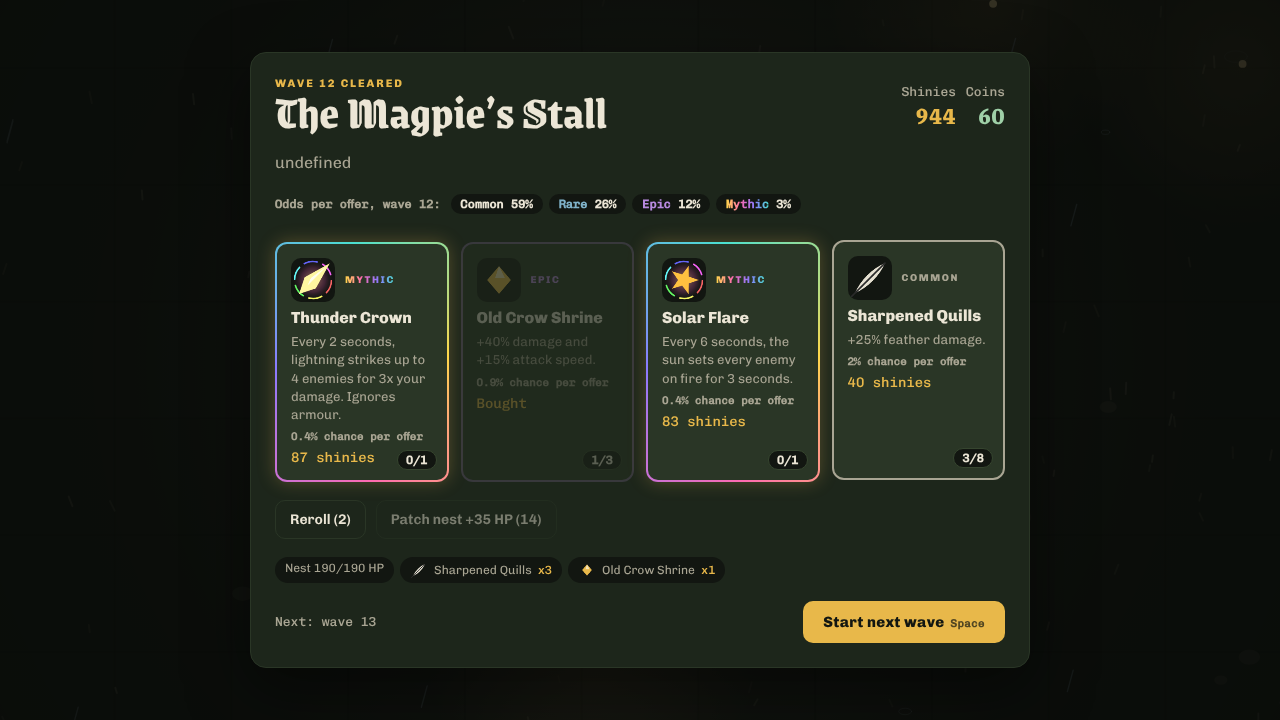 WAVE 12 CLEARED
The Magpie's Stall
Shinies Coins
944 60
undefined
Odds per offer, wave 12: Common 59% Rare 26% Epic 12% Mythic 3%
MYTHIC
Thunder Crown
Every 2 seconds,
lightning strikes up to
4 enemies for 3x your
damage. Ignores
armour.
0.4% chance per offer
87 shinies
0/1
EPIC
Old Crow Shrine
+40% damage and
+15% attack speed.
0.9% chance per offer
Bought
1/3
MYTHIC
Solar Flare
Every 6 seconds, the
sun sets every enemy
on fire for 3 seconds.
0.4% chance per offer
83 shinies
0/1
COMMON
Sharpened Quills
+25% feather damage.
2% chance per offer
40 shinies
3/8
Reroll (2) Patch nest +35 HP (14)
Nest 190/190 HP Sharpened Quills x3 Old Crow Shrine x1
Next: wave 13
Start next wave Space